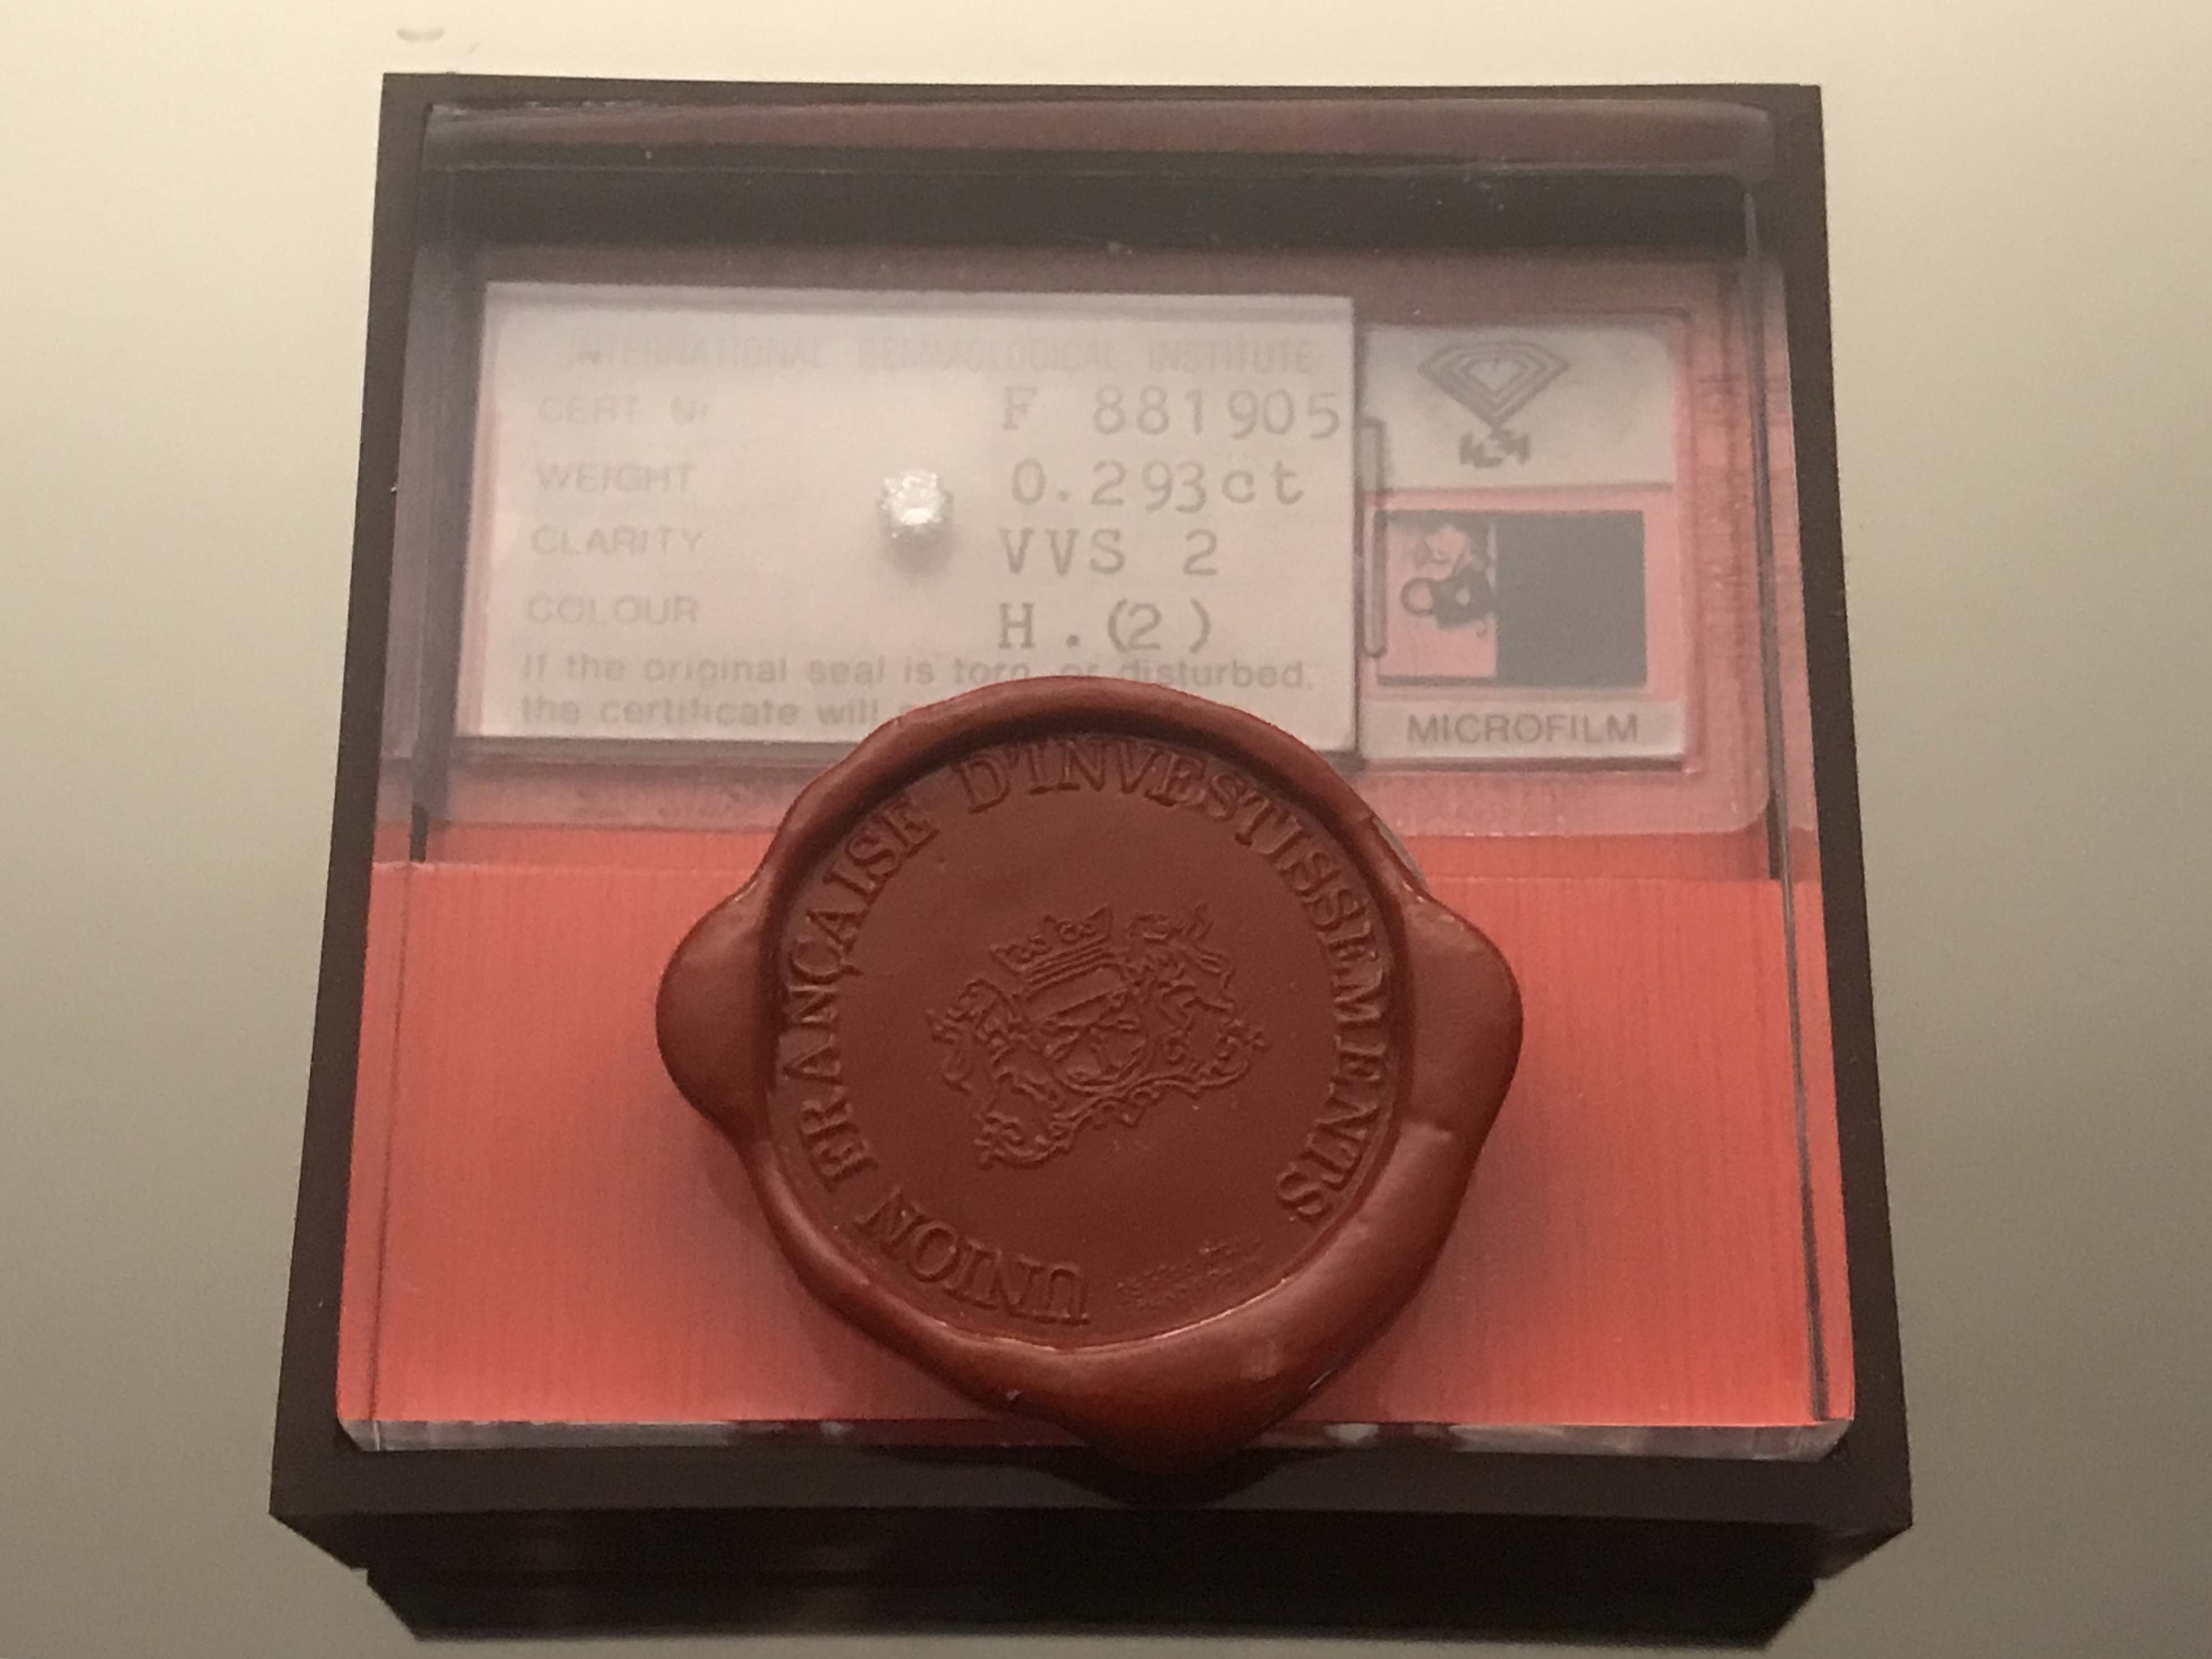 INTERNATIONAL GEMMOLOGICAL INSTITUTE
CERT. Nr F 881905
WEIGHT 0.293ct
CLARITY VVS 2
COLOUR H.(2)
If the original seal is torn or disturbed,
the certificate will
MICROFILM
UNION FRANÇAISE D'INVESTISSEMENTS